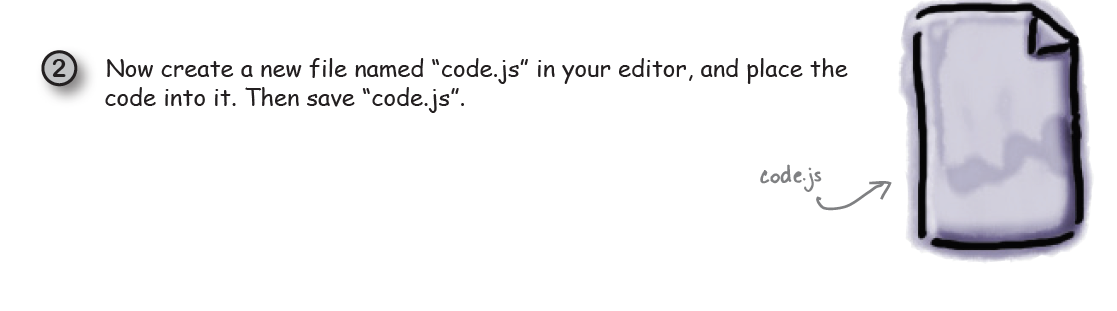 2 Now create a new file named “code.js” in your editor, and place the
code into it. Then save “code.js”.
code.js